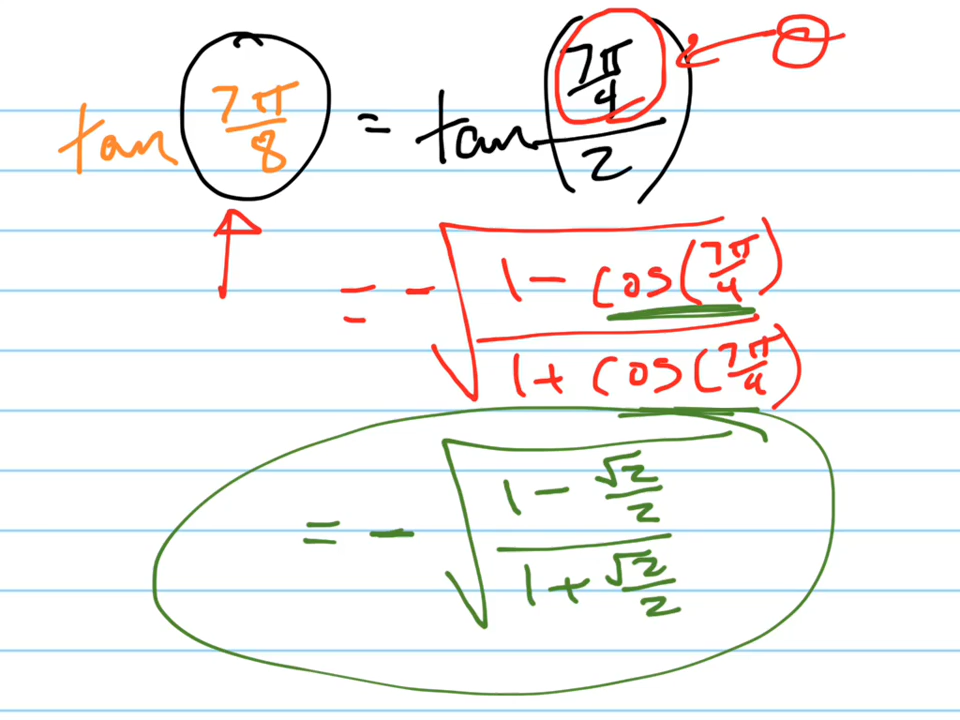 tan 7π/8 = tan ((7π/4)/2) ← θ
= - √((1 - cos(7π/4))/(1 + cos(7π/4)))
= - √((1 - √2/2)/(1 + √2/2))